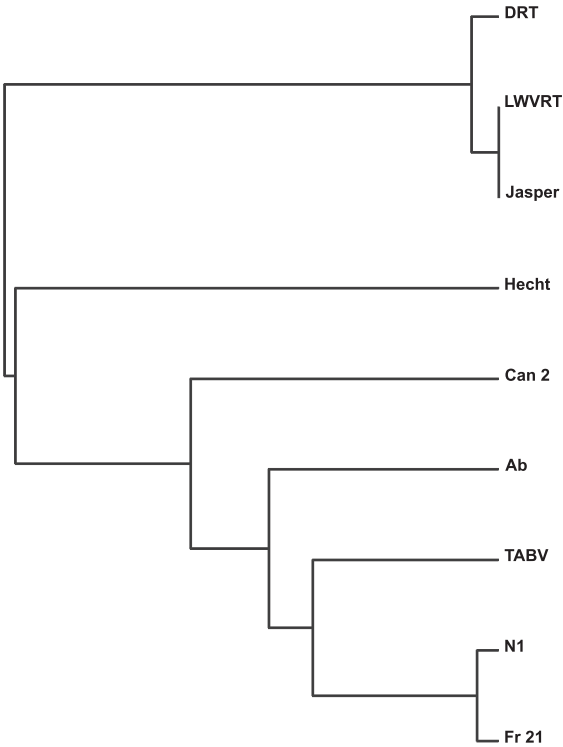 DRT
LWVRT
Jasper
Hecht
Can 2
Ab
TABV
N1
Fr 21